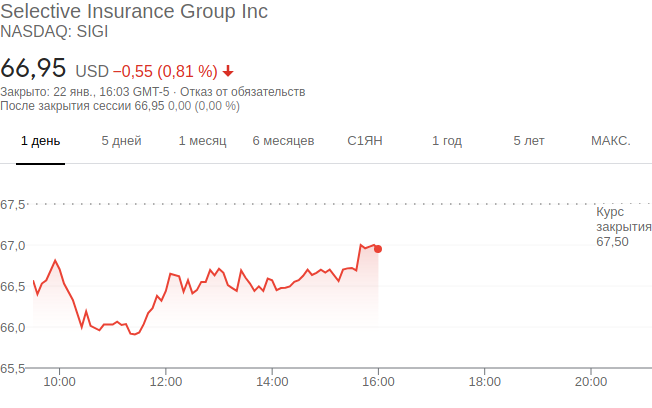 Selective Insurance Group Inc
NASDAQ: SIGI
66,95 USD −0,55 (0,81 %)
Закрыто: 22 янв., 16:03 GMT-5 · Отказ от обязательств
После закрытия сессии 66,95 0,00 (0,00 %)
1 день 5 дней 1 месяц 6 месяцев С1ЯН 1 год 5 лет МАКС.
67,5
Курс
закрытия
67,50
67,0
66,5
66,0
65,5
10:00 12:00 14:00 16:00 18:00 20:00